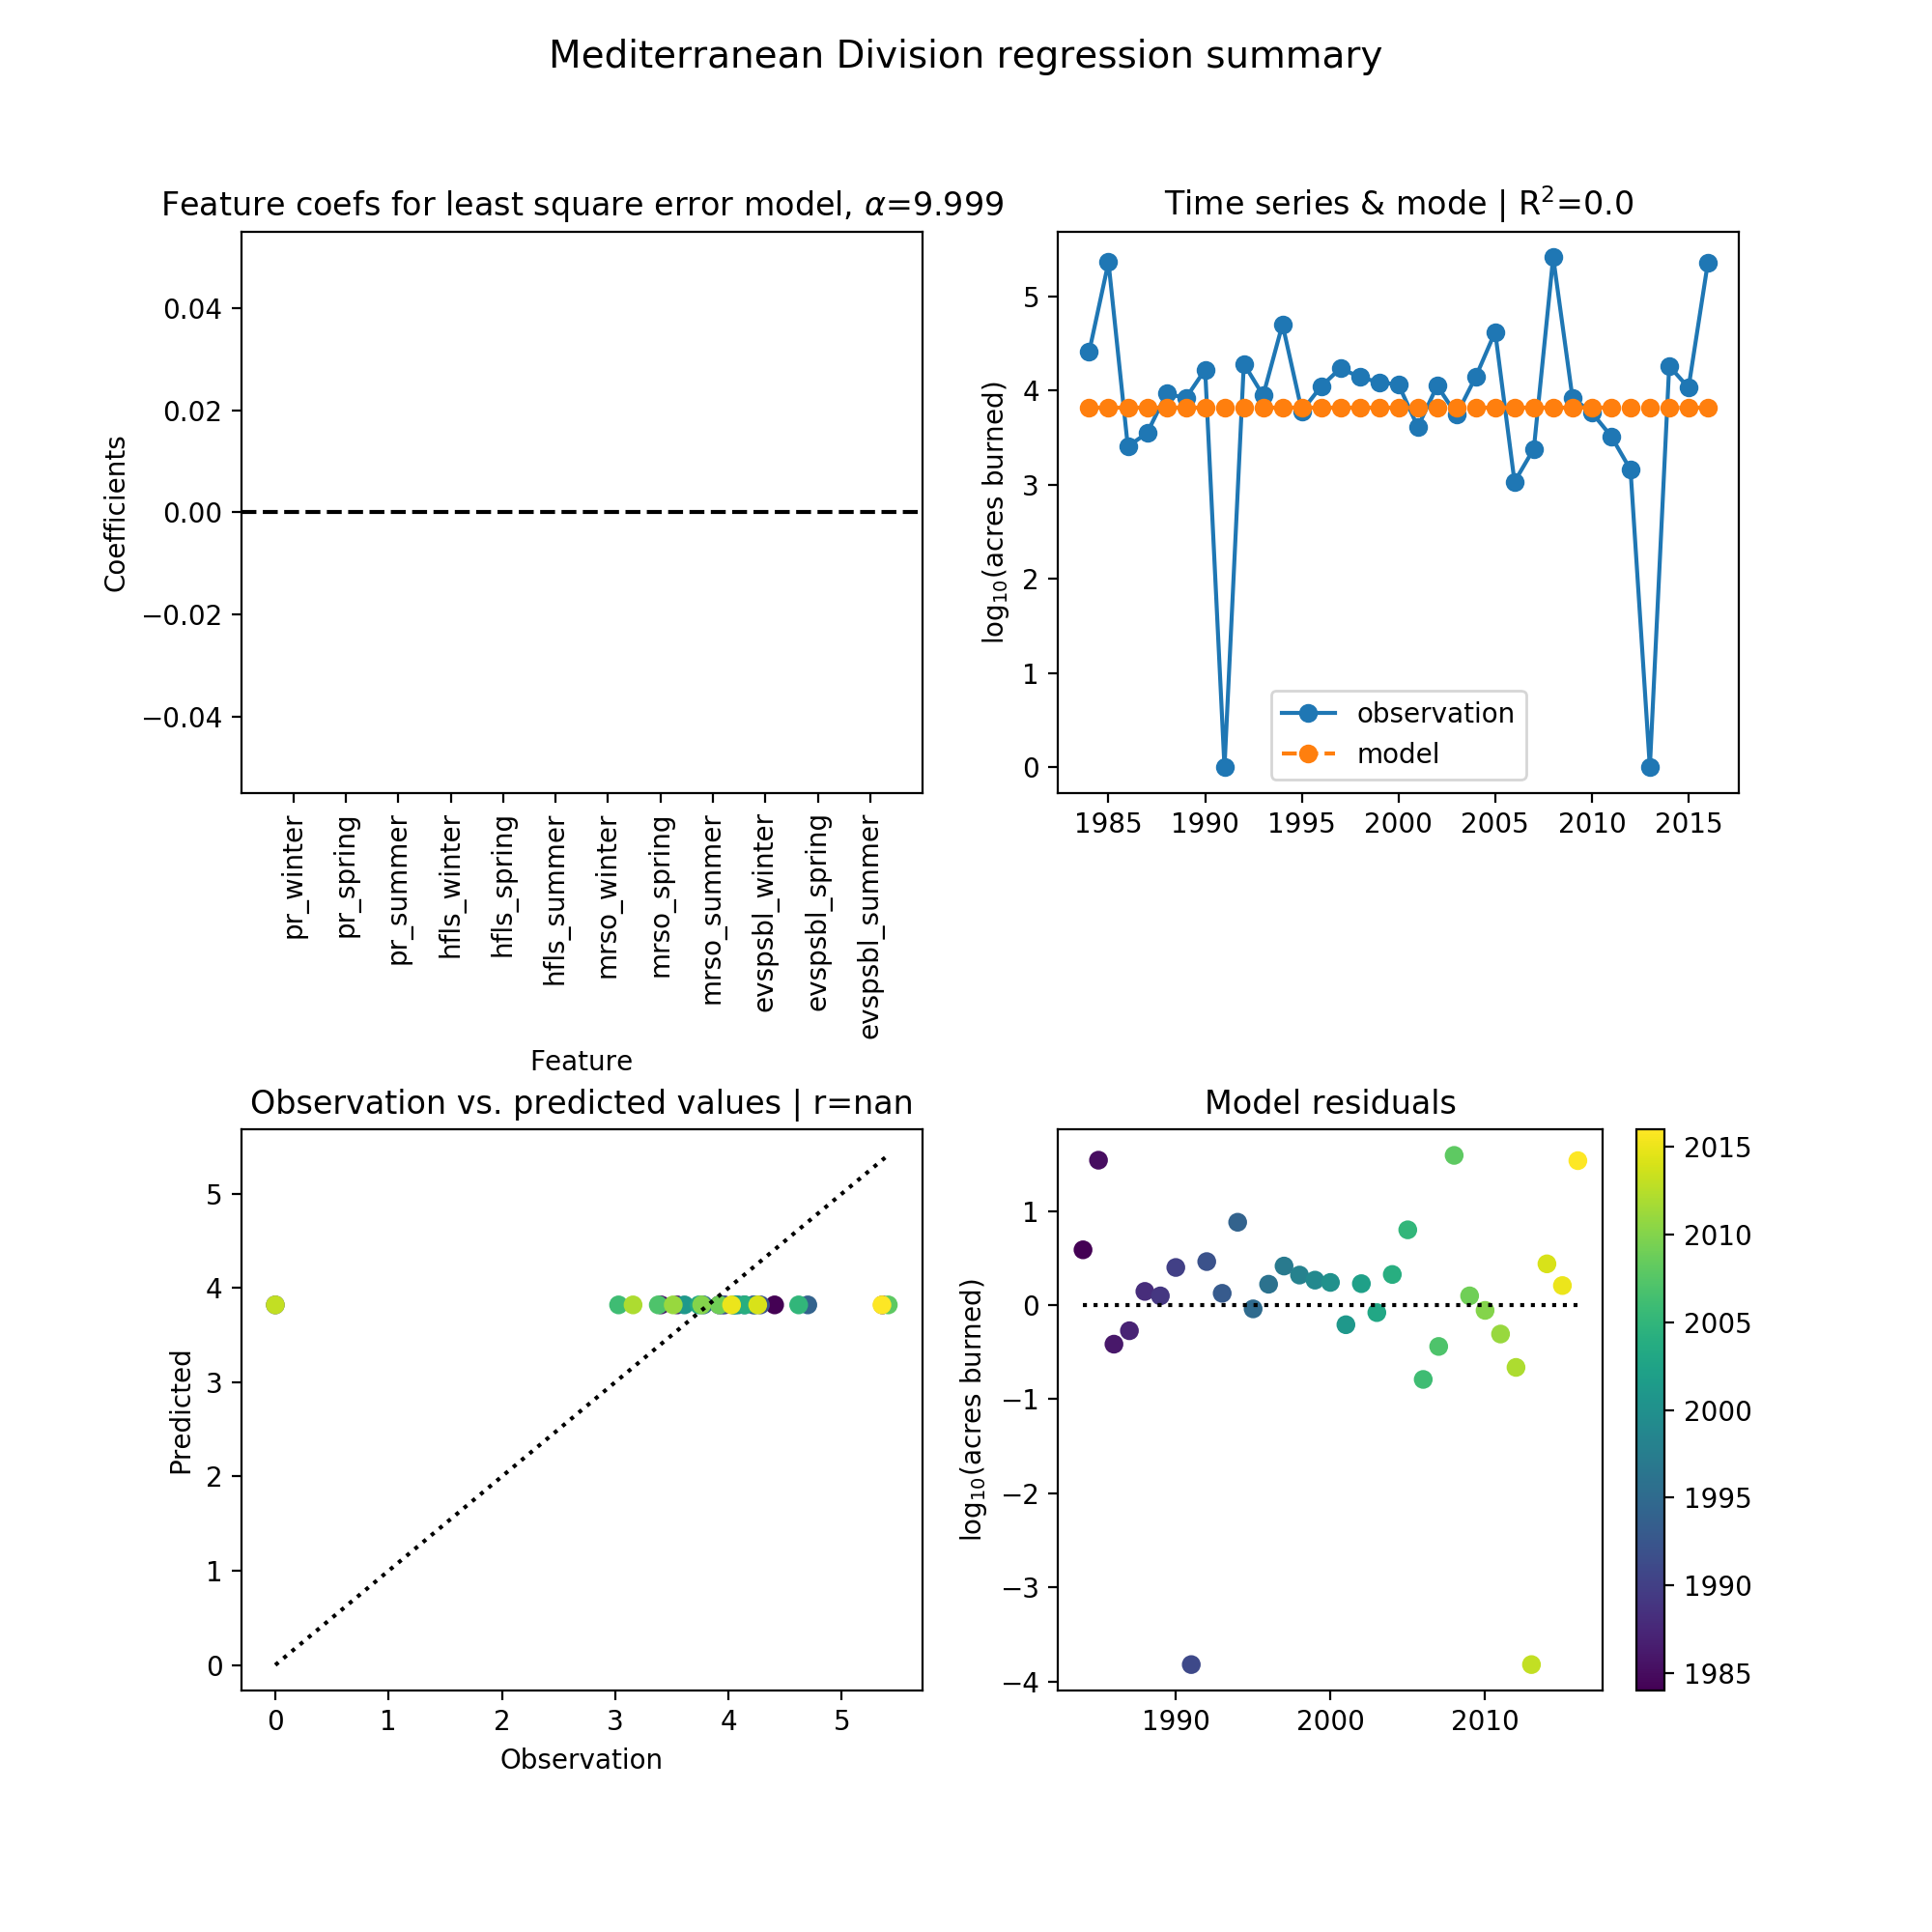 Mediterranean Division regression summary
Feature coefs for least square error model, α=9.999
0.04
0.02
0.00
−0.02
−0.04
Coefficients
pr_winter
pr_spring
pr_summer
hfls_winter
hfls_spring
hfls_summer
mrso_winter
mrso_spring
mrso_summer
evspsbl_winter
evspsbl_spring
evspsbl_summer
Feature
Time series & mode | R²=0.0
5
4
3
2
1
0
log₁₀(acres burned)
observation
model
1985 1990 1995 2000 2005 2010 2015
Observation vs. predicted values | r=nan
5
4
3
2
1
0
Predicted
0 1 2 3 4 5
Observation
Model residuals
1
0
−1
−2
−3
−4
log₁₀(acres burned)
1990 2000 2010
2015
2010
2005
2000
1995
1990
1985